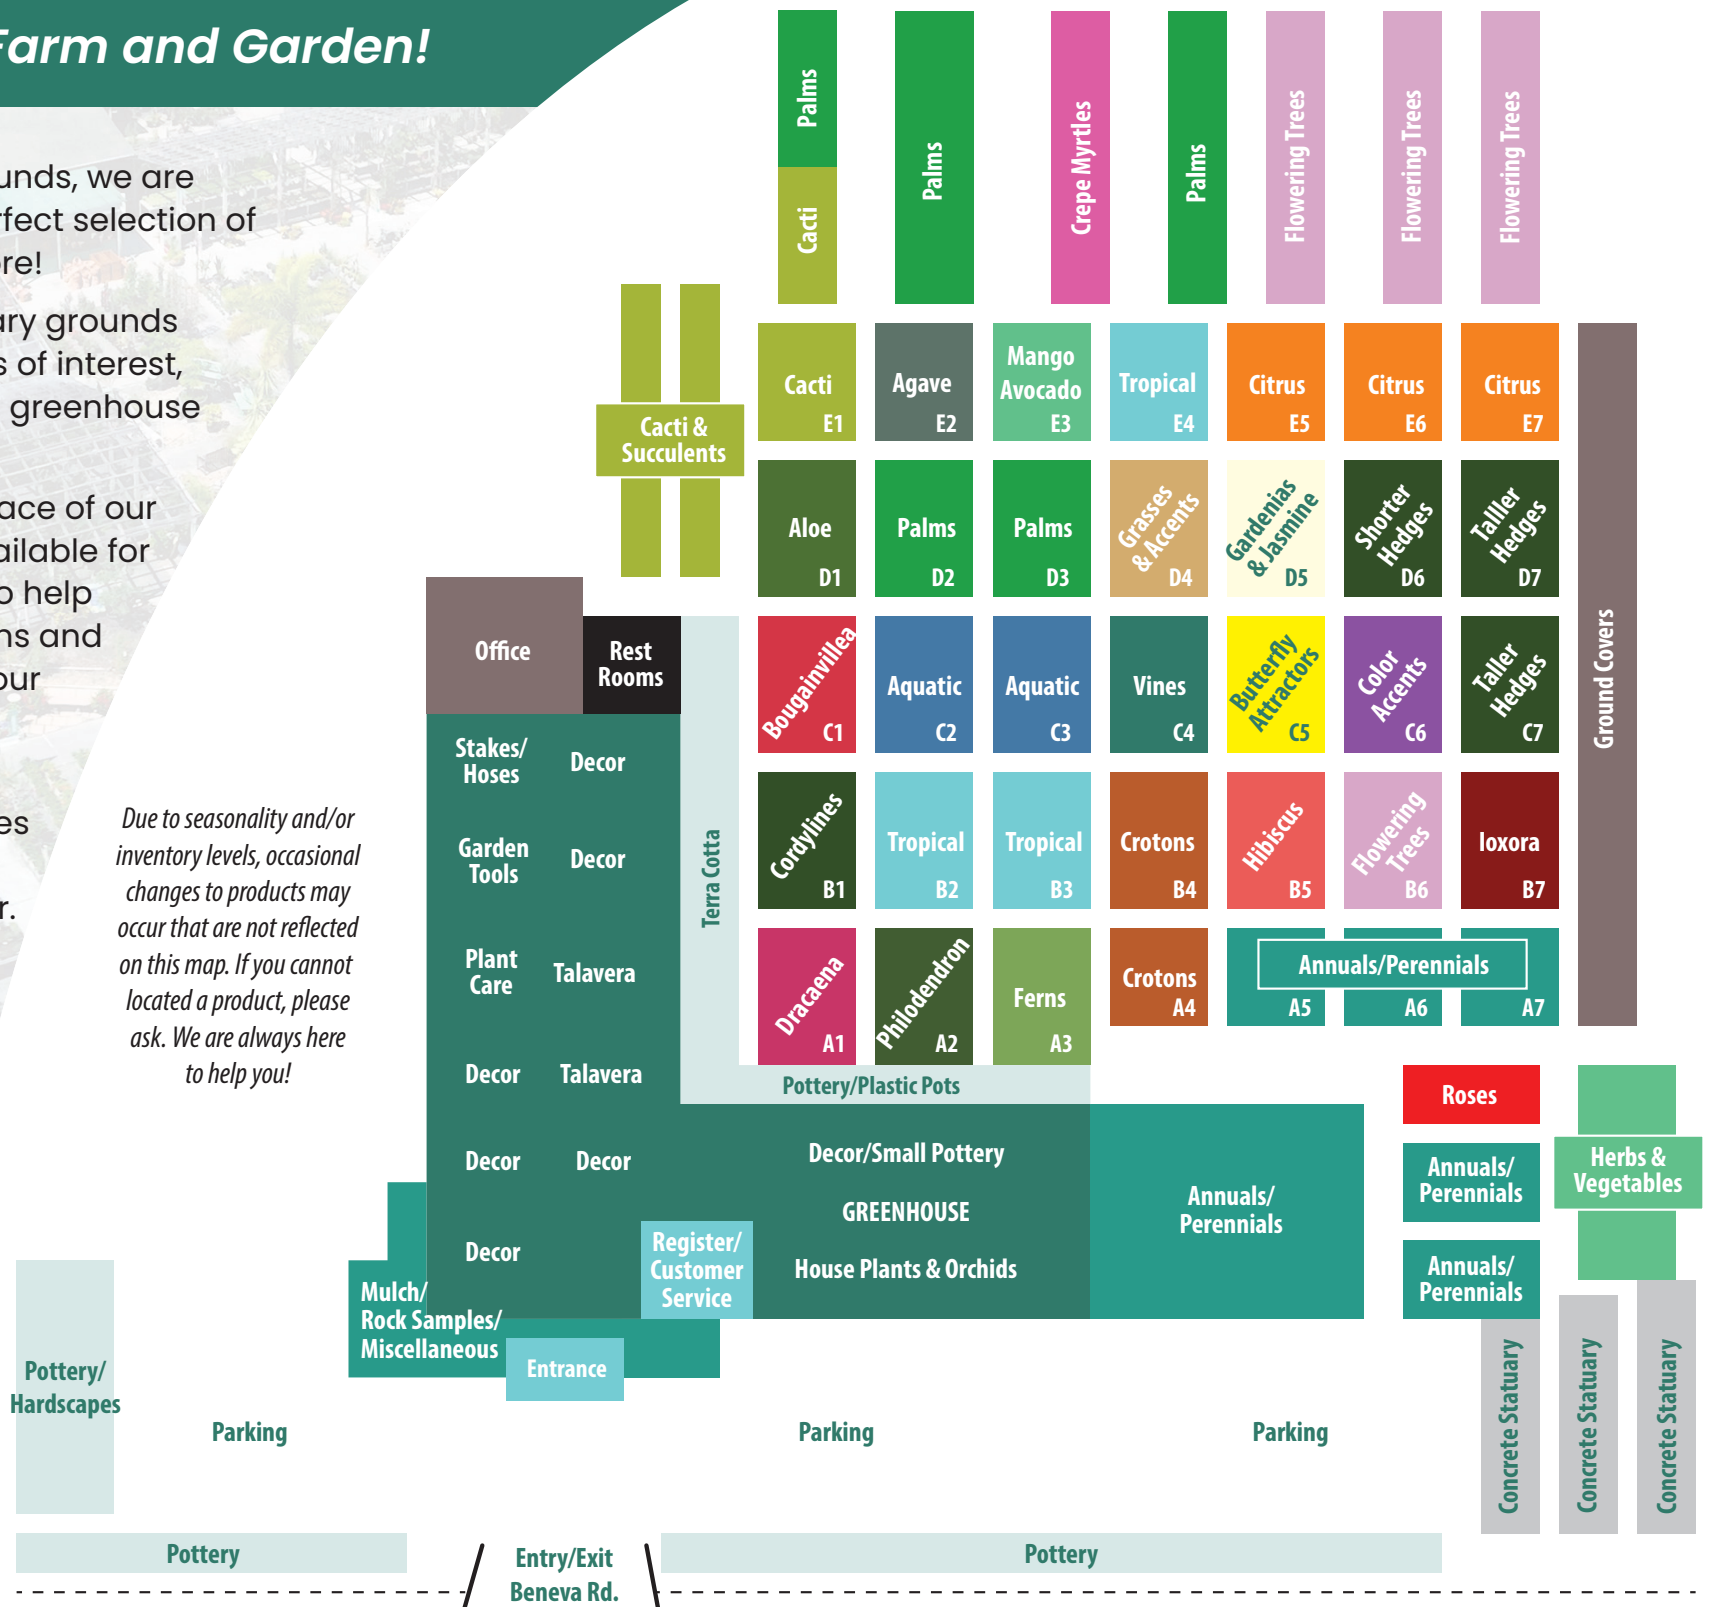 Farm and Garden!
unds, we are
rfect selection of
re!
ary grounds
s of interest,
greenhouse
ace of our
ailable for
o help
ns and
our
es
r.
Due to seasonality and/or
inventory levels, occasional
changes to products may
occur that are not reflected
on this map. If you cannot
located a product, please
ask. We are always here
to help you!
Palms
Cacti
Palms
Crepe Myrtles
Palms
Flowering Trees
Flowering Trees
Flowering Trees
Cacti &
Succulents
Cacti
E1
Agave
E2
Mango
Avocado
E3
Tropical
E4
Citrus
E5
Citrus
E6
Citrus
E7
Aloe
D1
Palms
D2
Palms
D3
Grasses
& Accents
D4
Gardenias
& Jasmine
D5
Shorter
Hedges
D6
Talller
Hedges
D7
Ground Covers
Office
Rest
Rooms
Bougainvillea
C1
Aquatic
C2
Aquatic
C3
Vines
C4
Butterfly
Attractors
C5
Color
Accents
C6
Taller
Hedges
C7
Stakes/
Hoses
Decor
Garden
Tools
Decor
Terra Cotta
Cordylines
B1
Tropical
B2
Tropical
B3
Crotons
B4
Hibiscus
B5
Flowering
Trees
B6
Ioxora
B7
Plant
Care
Talavera
Dracaena
A1
Philodendron
A2
Ferns
A3
Crotons
A4
Annuals/Perennials
A5
A6
A7
Decor
Talavera
Pottery/Plastic Pots
Roses
Decor
Decor
Decor/Small Pottery
GREENHOUSE
House Plants & Orchids
Annuals/
Perennials
Annuals/
Perennials
Herbs &
Vegetables
Decor
Register/
Customer
Service
Annuals/
Perennials
Mulch/
Rock Samples/
Miscellaneous
Entrance
Pottery/
Hardscapes
Parking
Parking
Parking
Concrete Statuary
Concrete Statuary
Concrete Statuary
Pottery
Entry/Exit
Beneva Rd.
Pottery